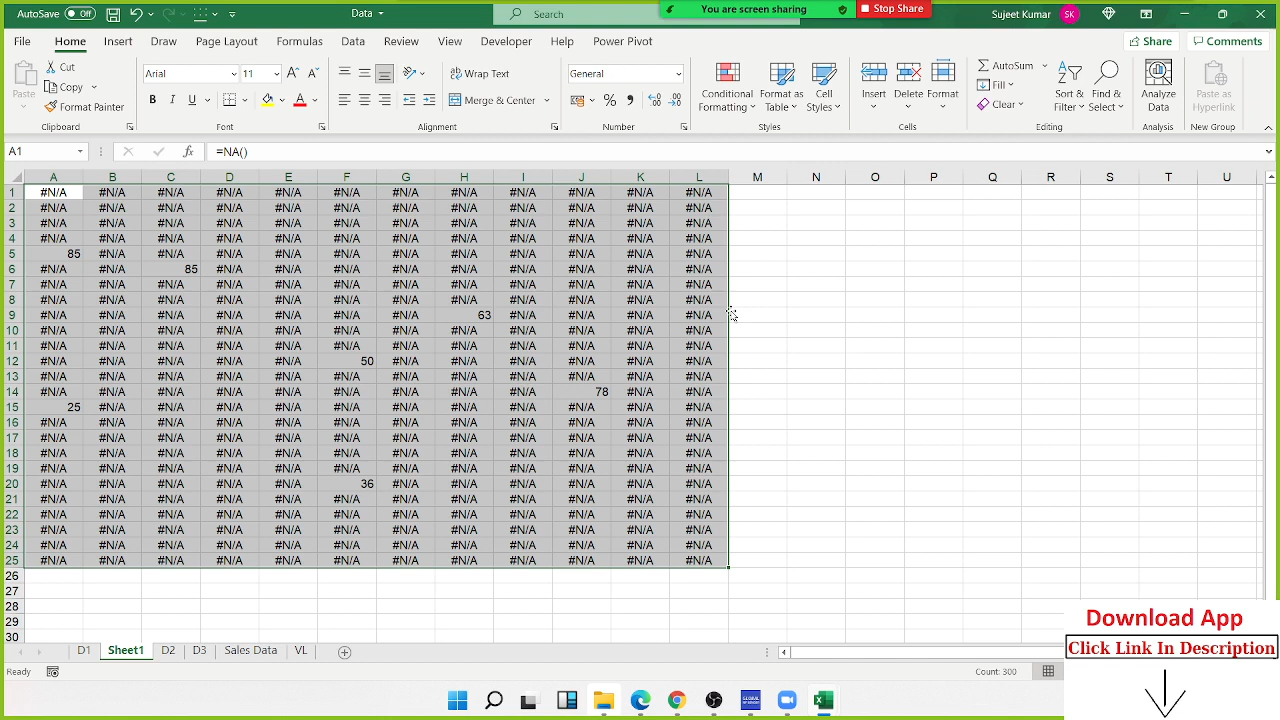 AutoSave Off Data Search You are screen sharing Stop Share Sujeet Kumar SK
File Home Insert Draw Page Layout Formulas Data Review View Developer Help Power Pivot Share Comments
Paste Cut Copy Format Painter Clipboard
Arial 11 B I U Font
Wrap Text Merge & Center Alignment
General Number
Conditional Formatting Format as Table Cell Styles Styles
Insert Delete Format Cells
AutoSum Fill Clear Sort & Filter Find & Select Editing
Analyze Data Analysis
Paste as Hyperlink New Group
A1 fx =NA()
A B C D E F G H I J K L M N O P Q R S T U
1 #N/A #N/A #N/A #N/A #N/A #N/A #N/A #N/A #N/A #N/A #N/A #N/A
2 #N/A #N/A #N/A #N/A #N/A #N/A #N/A #N/A #N/A #N/A #N/A #N/A
3 #N/A #N/A #N/A #N/A #N/A #N/A #N/A #N/A #N/A #N/A #N/A #N/A
4 #N/A #N/A #N/A #N/A #N/A #N/A #N/A #N/A #N/A #N/A #N/A #N/A
5 85 #N/A #N/A #N/A #N/A #N/A #N/A #N/A #N/A #N/A #N/A #N/A
6 #N/A #N/A 85 #N/A #N/A #N/A #N/A #N/A #N/A #N/A #N/A #N/A
7 #N/A #N/A #N/A #N/A #N/A #N/A #N/A #N/A #N/A #N/A #N/A #N/A
8 #N/A #N/A #N/A #N/A #N/A #N/A #N/A #N/A #N/A #N/A #N/A #N/A
9 #N/A #N/A #N/A #N/A #N/A #N/A #N/A 63 #N/A #N/A #N/A #N/A
10 #N/A #N/A #N/A #N/A #N/A #N/A #N/A #N/A #N/A #N/A #N/A #N/A
11 #N/A #N/A #N/A #N/A #N/A #N/A #N/A #N/A #N/A #N/A #N/A #N/A
12 #N/A #N/A #N/A #N/A #N/A 50 #N/A #N/A #N/A #N/A #N/A #N/A
13 #N/A #N/A #N/A #N/A #N/A #N/A #N/A #N/A #N/A #N/A #N/A #N/A
14 #N/A #N/A #N/A #N/A #N/A #N/A #N/A #N/A #N/A 78 #N/A #N/A
15 25 #N/A #N/A #N/A #N/A #N/A #N/A #N/A #N/A #N/A #N/A #N/A
16 #N/A #N/A #N/A #N/A #N/A #N/A #N/A #N/A #N/A #N/A #N/A #N/A
17 #N/A #N/A #N/A #N/A #N/A #N/A #N/A #N/A #N/A #N/A #N/A #N/A
18 #N/A #N/A #N/A #N/A #N/A #N/A #N/A #N/A #N/A #N/A #N/A #N/A
19 #N/A #N/A #N/A #N/A #N/A #N/A #N/A #N/A #N/A #N/A #N/A #N/A
20 #N/A #N/A #N/A #N/A #N/A 36 #N/A #N/A #N/A #N/A #N/A #N/A
21 #N/A #N/A #N/A #N/A #N/A #N/A #N/A #N/A #N/A #N/A #N/A #N/A
22 #N/A #N/A #N/A #N/A #N/A #N/A #N/A #N/A #N/A #N/A #N/A #N/A
23 #N/A #N/A #N/A #N/A #N/A #N/A #N/A #N/A #N/A #N/A #N/A #N/A
24 #N/A #N/A #N/A #N/A #N/A #N/A #N/A #N/A #N/A #N/A #N/A #N/A
25 #N/A #N/A #N/A #N/A #N/A #N/A #N/A #N/A #N/A #N/A #N/A #N/A
26
27
28
29
30
D1 Sheet1 D2 D3 Sales Data VL
Ready Count: 300
Download App
Click Link In Description